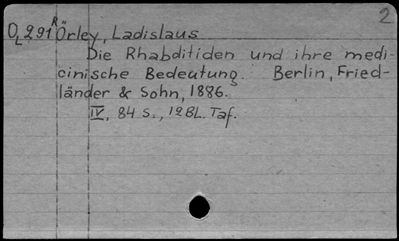 2
OL 291 R Örley, Ladislaus
Die Rhabditiden und ihre medi-
cinische Bedeutung. Berlin, Fried-
länder & Sohn, 1886.
IV, 84 S., 1 Bl. Taf.